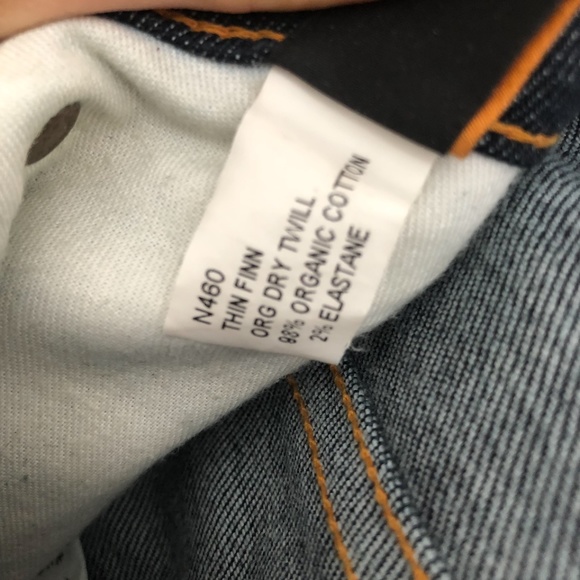 N460
THIN FINN
ORG DRY TWILL
98% ORGANIC COTTON
2% ELASTANE